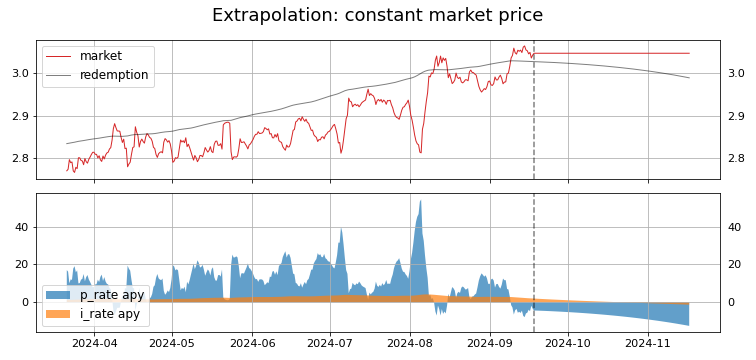 Extrapolation: constant market price
market
redemption
3.0
2.9
2.8
3.0
2.9
2.8
40
20
0
40
20
0
p_rate apy
i_rate apy
2024-04 2024-05 2024-06 2024-07 2024-08 2024-09 2024-10 2024-11